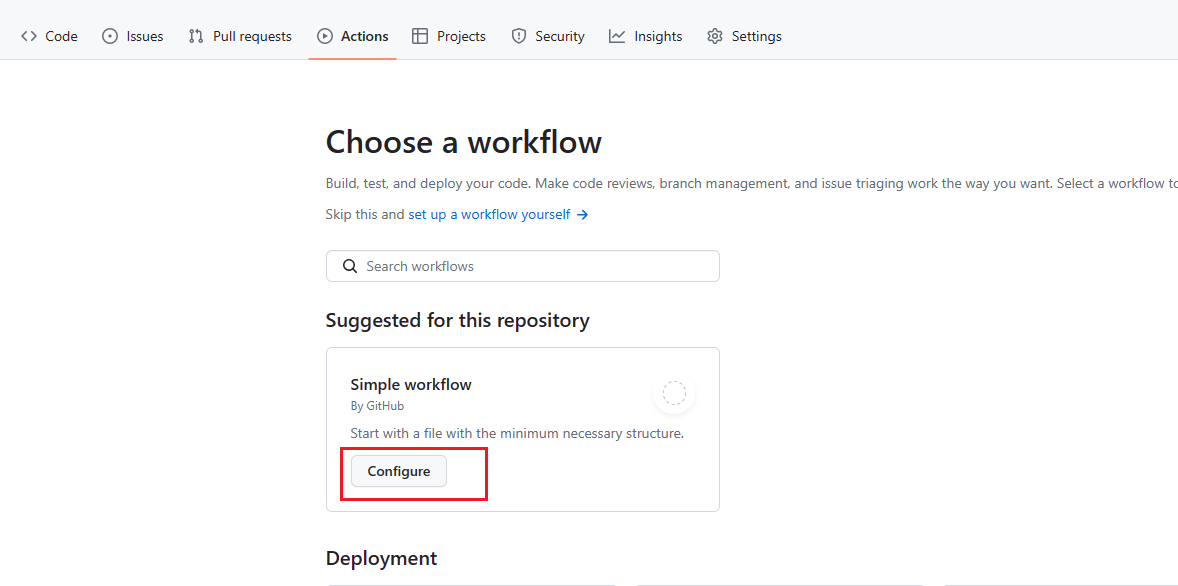 Code Issues Pull requests Actions Projects Security Insights Settings
Choose a workflow
Build, test, and deploy your code. Make code reviews, branch management, and issue triaging work the way you want. Select a workflow to
Skip this and set up a workflow yourself →
Search workflows
Suggested for this repository
Simple workflow
By GitHub
Start with a file with the minimum necessary structure.
Configure
Deployment